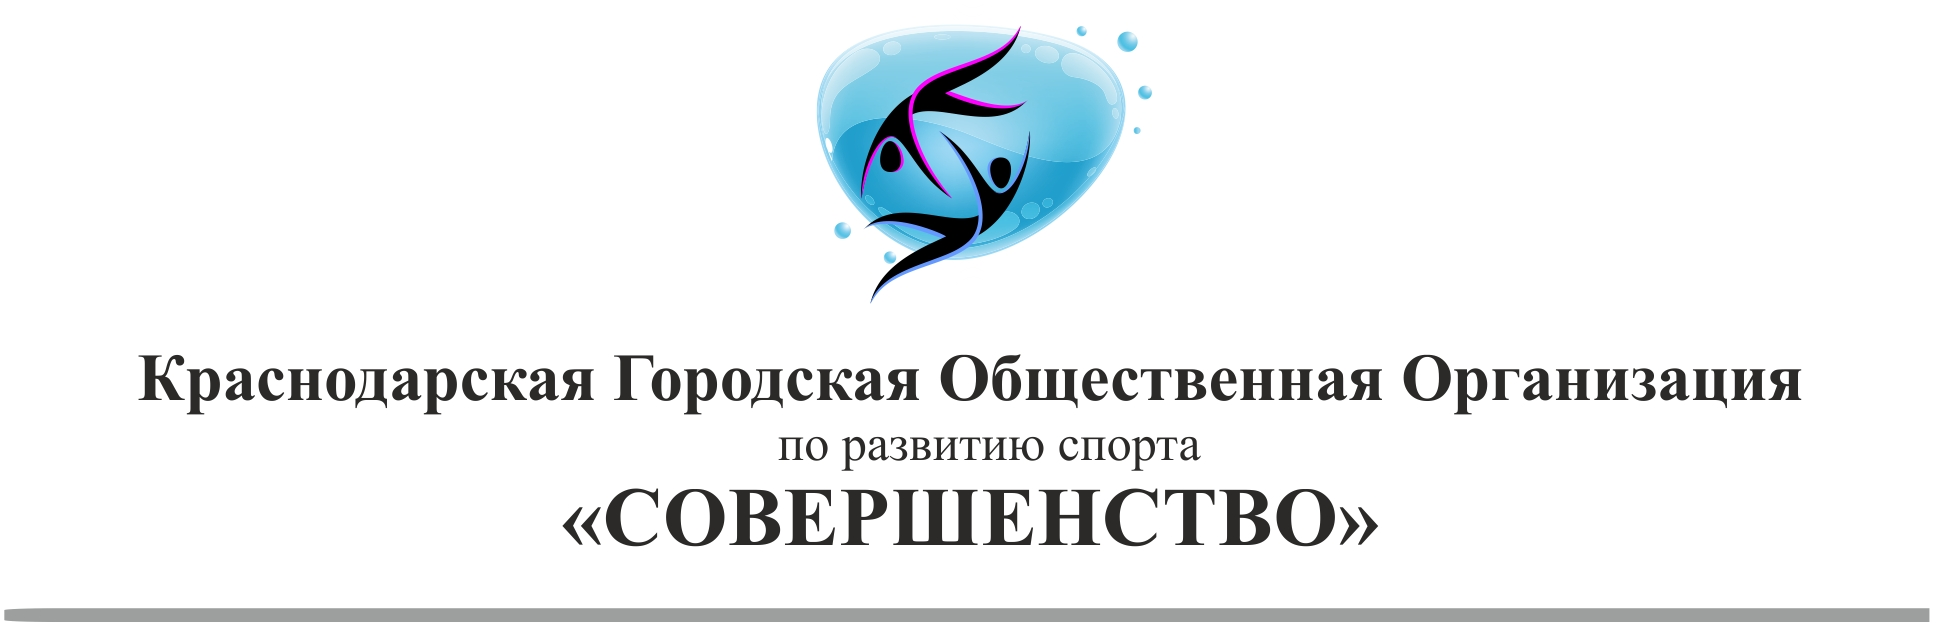 Краснодарская Городская Общественная Организация
по развитию спорта
«СОВЕРШЕНСТВО»